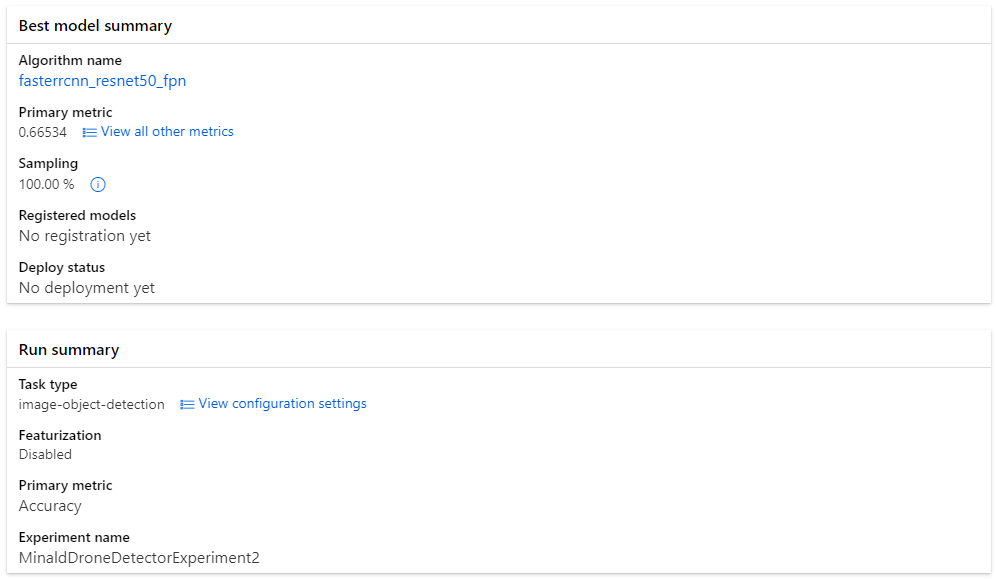 Best model summary
Algorithm name
fasterrcnn_resnet50_fpn
Primary metric
0.66534 View all other metrics
Sampling
100.00 %
Registered models
No registration yet
Deploy status
No deployment yet
Run summary
Task type
image-object-detection View configuration settings
Featurization
Disabled
Primary metric
Accuracy
Experiment name
MinaldDroneDetectorExperiment2